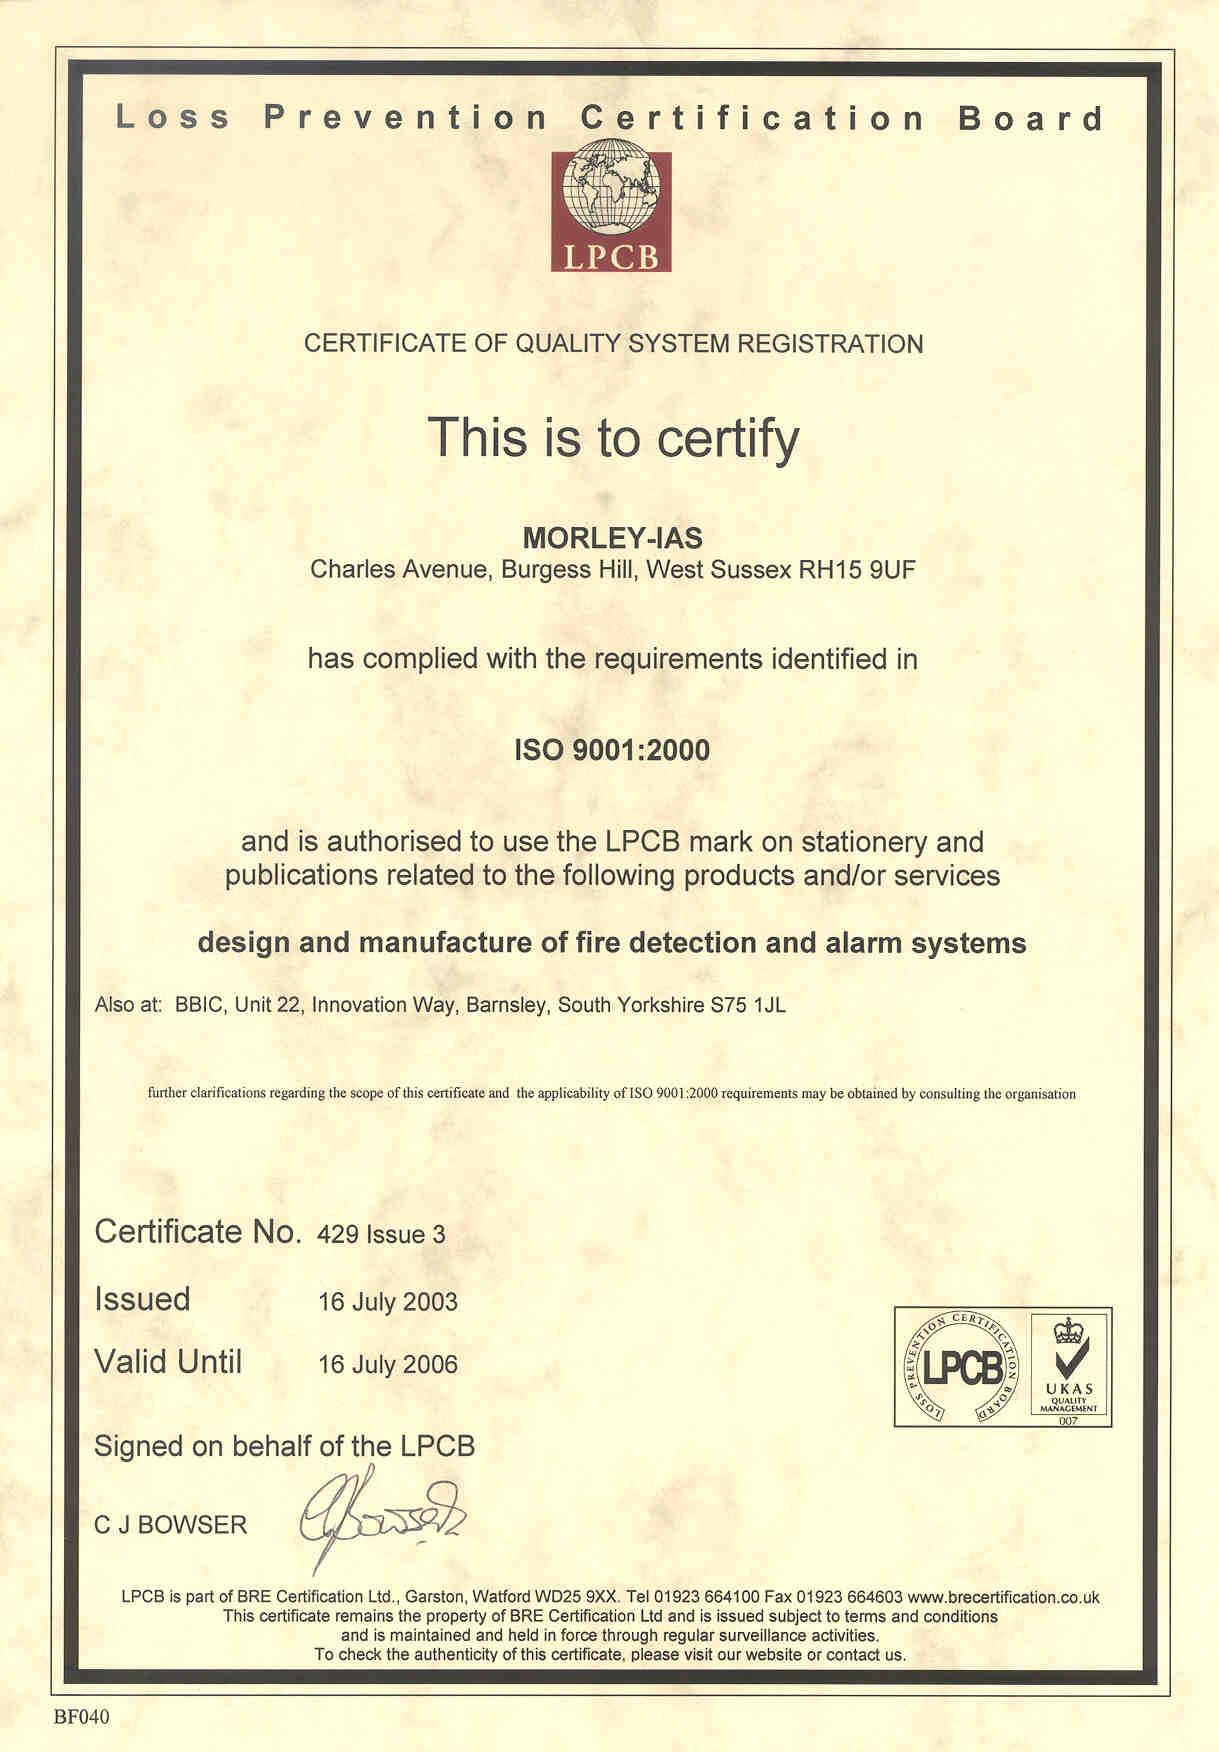 Loss Prevention Certification Board
LPCB
CERTIFICATE OF QUALITY SYSTEM REGISTRATION
This is to certify
MORLEY-IAS
Charles Avenue, Burgess Hill, West Sussex RH15 9UF
has complied with the requirements identified in
ISO 9001:2000
and is authorised to use the LPCB mark on stationery and
publications related to the following products and/or services
design and manufacture of fire detection and alarm systems
Also at: BBIC, Unit 22, Innovation Way, Barnsley, South Yorkshire S75 1JL
further clarifications regarding the scope of this certificate and the applicability of ISO 9001:2000 requirements may be obtained by consulting the organisation
Certificate No. 429 Issue 3
Issued 16 July 2003
Valid Until 16 July 2006
LOSS PREVENTION CERTIFICATION BOARD
LPCB
UKAS
QUALITY
MANAGEMENT
007
Signed on behalf of the LPCB
C J BOWSER
CJBowser
LPCB is part of BRE Certification Ltd., Garston, Watford WD25 9XX. Tel 01923 664100 Fax 01923 664603 www.brecertification.co.uk
This certificate remains the property of BRE Certification Ltd and is issued subject to terms and conditions
and is maintained and held in force through regular surveillance activities.
To check the authenticity of this certificate, please visit our website or contact us.
BF040